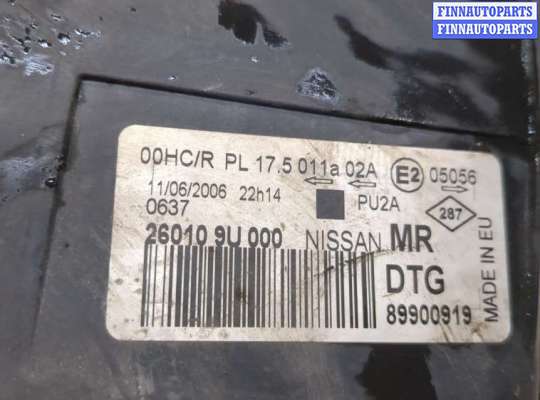 FINNAUTOPARTS
FINNAUTOPARTS
FINNAUTOPARTS
00HC/R PL 17.5 011a 02A E2 05056
11/06/2006 22h14 PU2A
0637
287
26010 9U 000 NISSAN MR
DTG
89900919
MADE IN EU